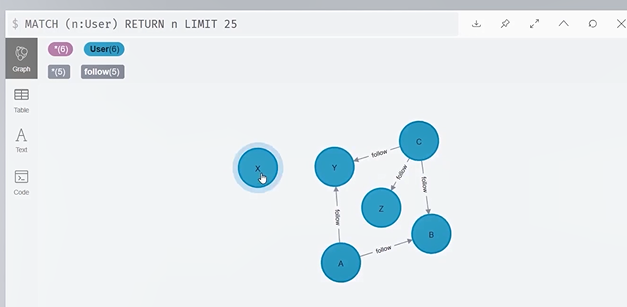 $ MATCH (n:User) RETURN n LIMIT 25
*(6) User(6)
*(5) follow(5)
Graph
Table
Text
Code
X
Y
C
Z
B
A
follow
follow
follow
follow
follow